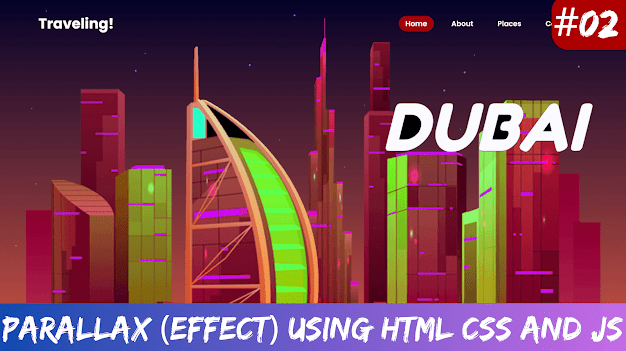 Traveling!
Home About Places
#02
DUBAI
PARALLAX (EFFECT) USING HTML CSS AND JS